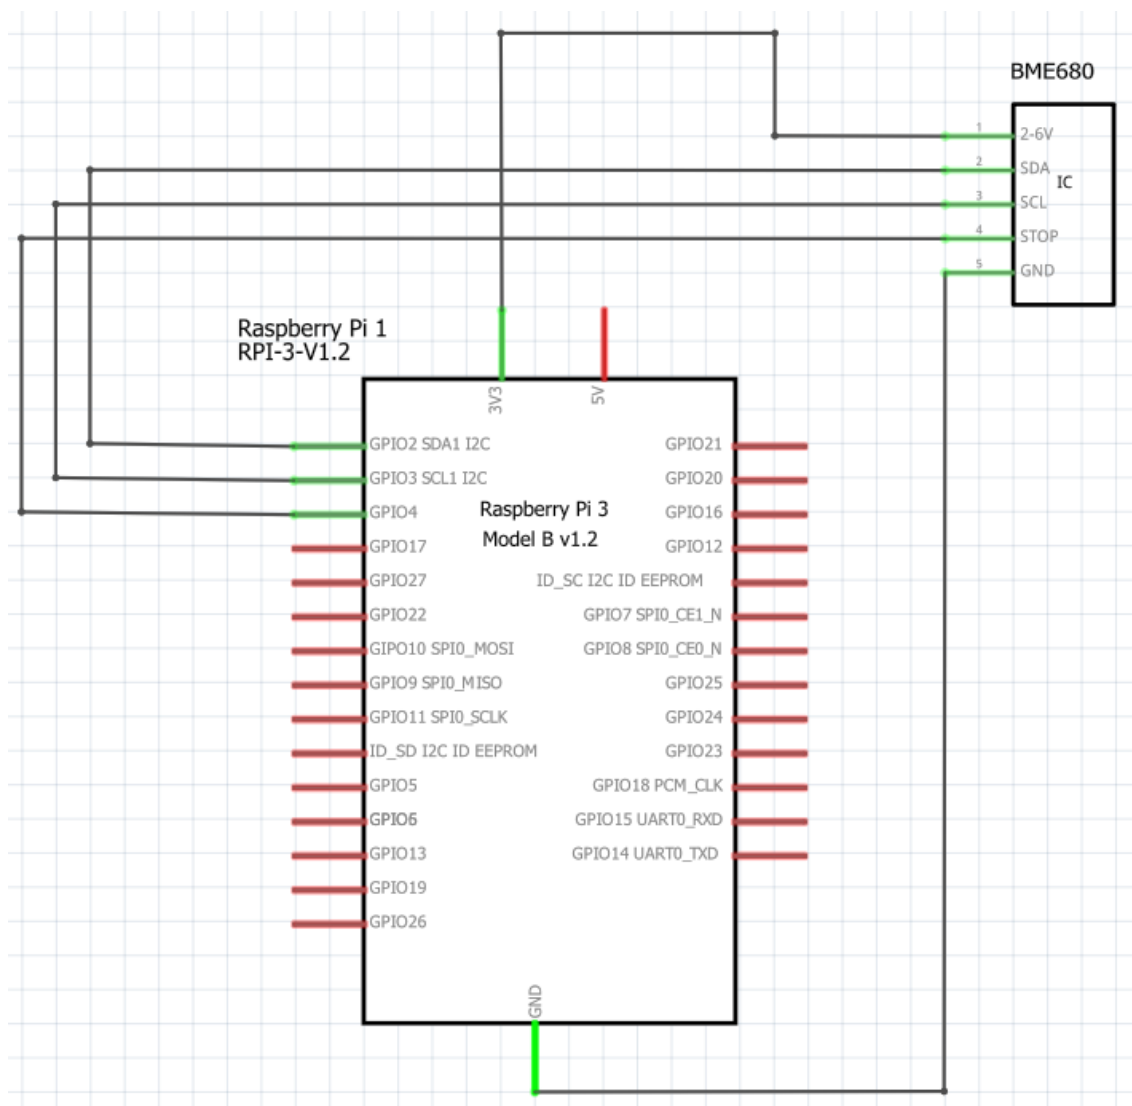 BME680
1 2-6V
2 SDA
IC
3 SCL
4 STOP
5 GND
Raspberry Pi 1
RPI-3-V1.2
3V3
5V
GPIO2 SDA1 I2C
GPIO21
GPIO3 SCL1 I2C
GPIO20
Raspberry Pi 3
Model B v1.2
GPIO4
GPIO16
GPIO17
GPIO12
GPIO27
ID_SC I2C ID EEPROM
GPIO22
GPIO7 SPI0_CE1_N
GIPO10 SPI0_MOSI
GPIO8 SPI0_CE0_N
GPIO9 SPI0_MISO
GPIO25
GPIO11 SPI0_SCLK
GPIO24
ID_SD I2C ID EEPROM
GPIO23
GPIO5
GPIO18 PCM_CLK
GPIO6
GPIO15 UART0_RXD
GPIO13
GPIO14 UART0_TXD
GPIO19
GPIO26
GND